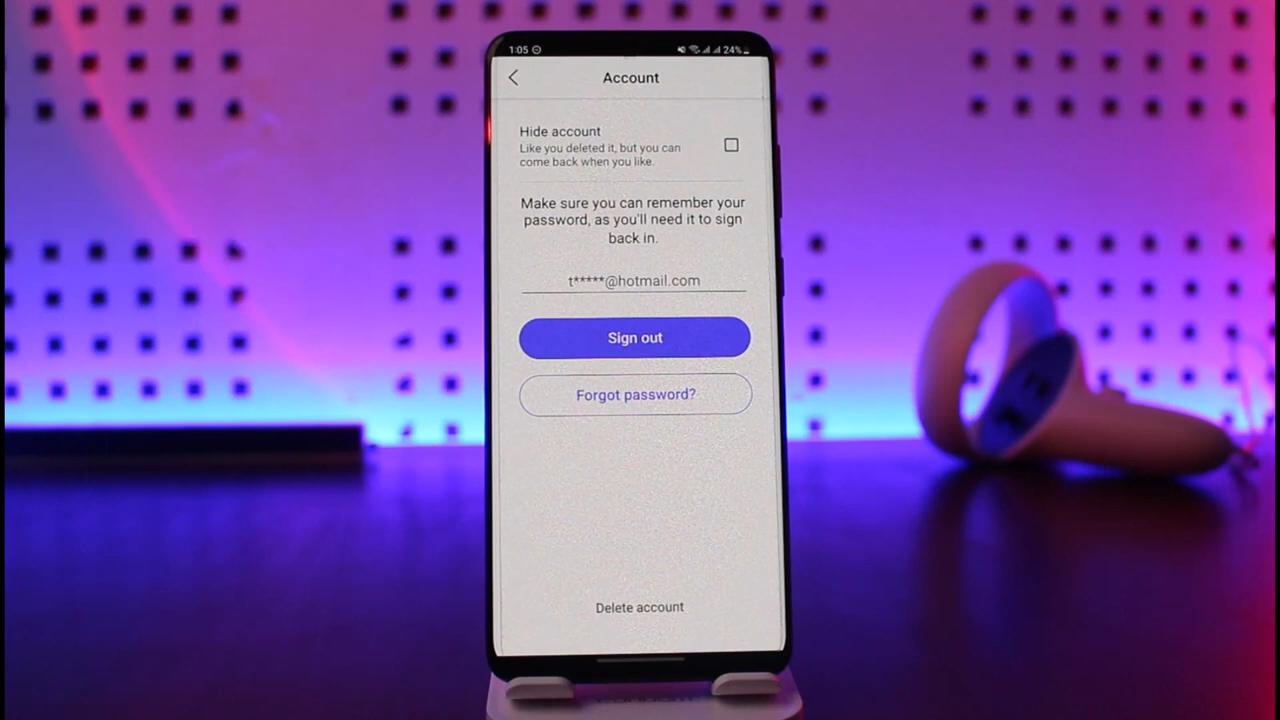 1:05 24%
Account
Hide account
Like you deleted it, but you can
come back when you like.
Make sure you can remember your
password, as you'll need it to sign
back in.
t*****@hotmail.com
Sign out
Forgot password?
Delete account